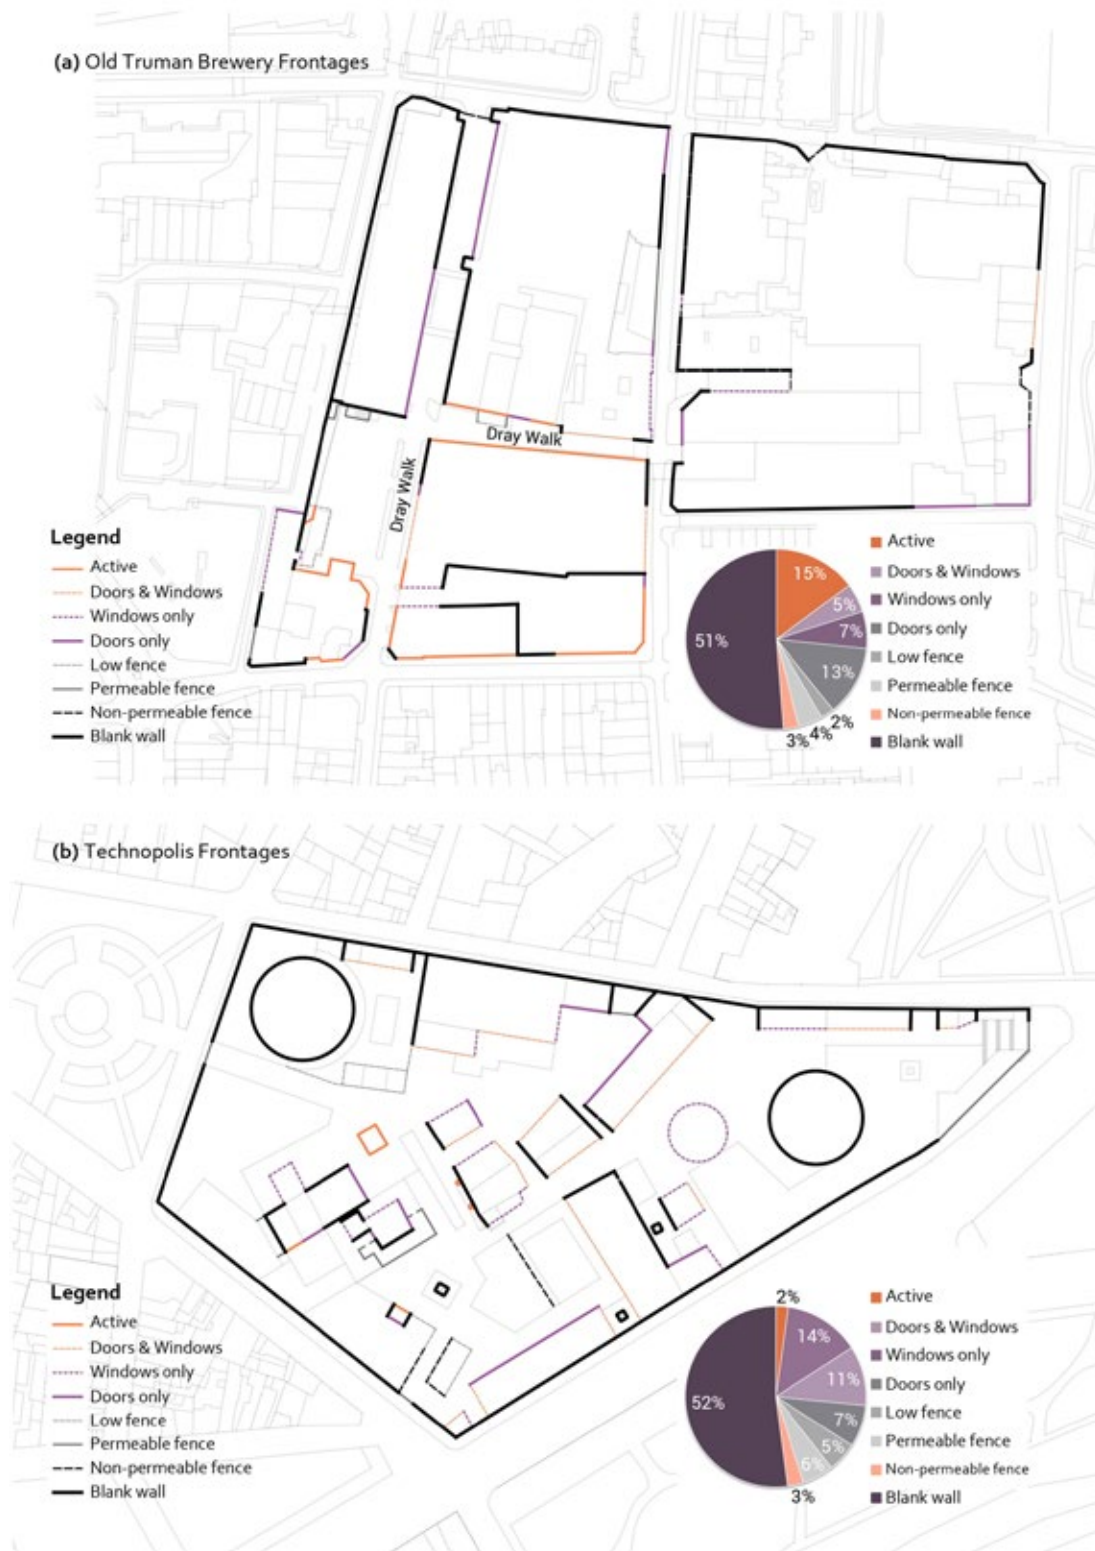 (a) Old Truman Brewery Frontages
Dray Walk
Dray Walk
Legend
Active
Doors & Windows
Windows only
Doors only
Low fence
Permeable fence
Non-permeable fence
Blank wall
15%
5%
7%
13%
2%
4%
3%
51%
Active
Doors & Windows
Windows only
Doors only
Low fence
Permeable fence
Non-permeable fence
Blank wall
(b) Technopolis Frontages
Legend
Active
Doors & Windows
Windows only
Doors only
Low fence
Permeable fence
Non-permeable fence
Blank wall
2%
14%
11%
7%
5%
6%
3%
52%
Active
Doors & Windows
Windows only
Doors only
Low fence
Permeable fence
Non-permeable fence
Blank wall